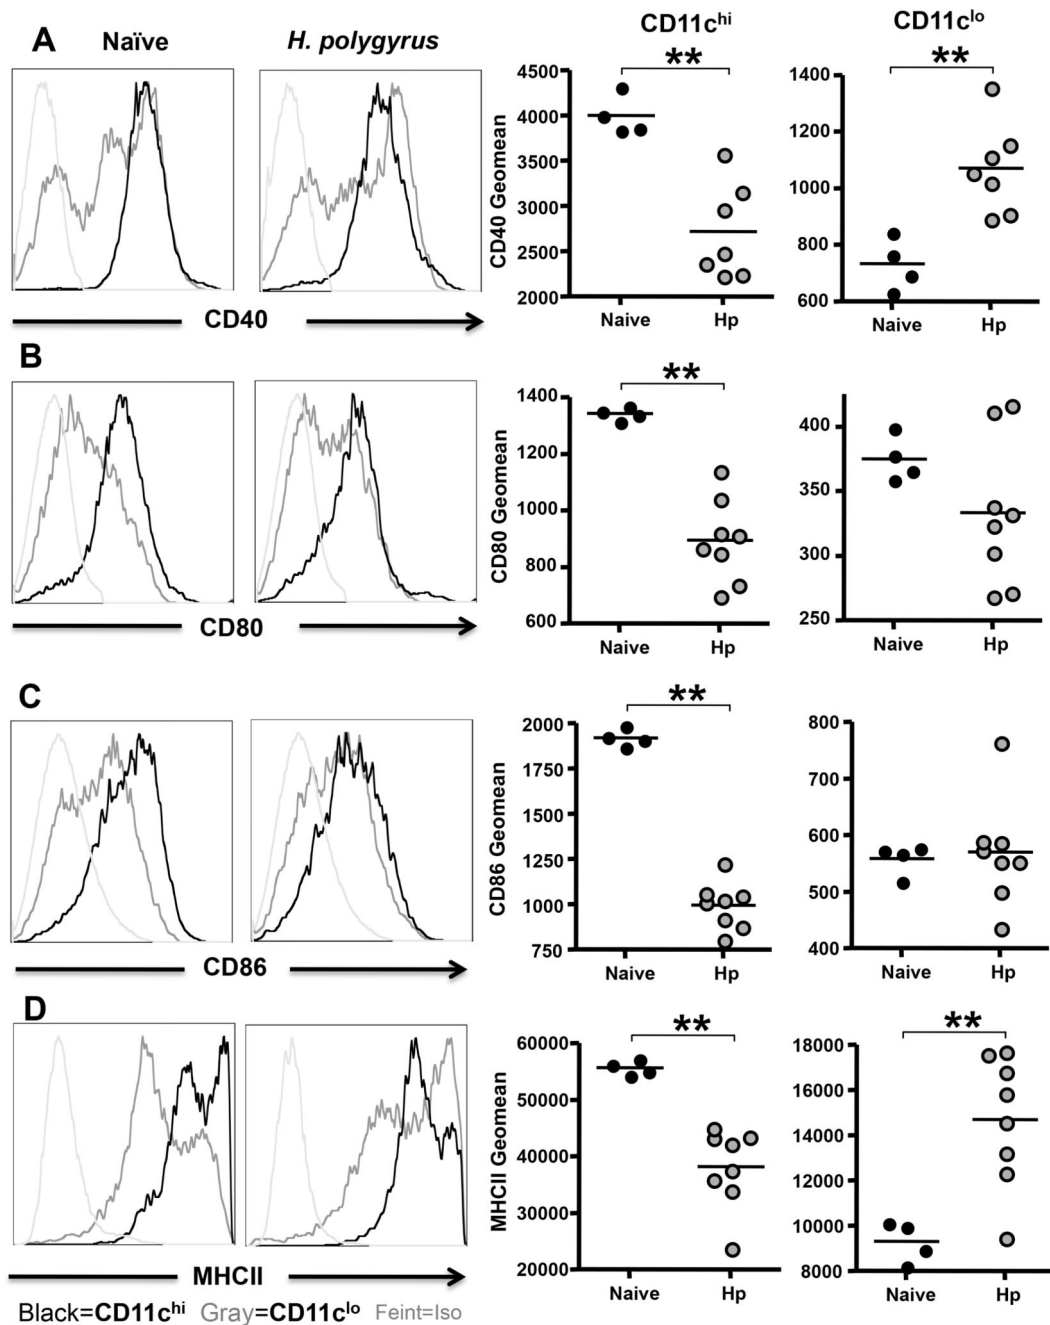 CD11c^hi CD11c^lo
A Naïve H. polygyrus
** **
4500
4000
3500
3000
2500
2000
CD40 Geomean
Naive Hp
1400
1200
1000
800
600
Naive Hp
CD40
B
**
1400
1200
1000
800
600
CD80 Geomean
Naive Hp
400
350
300
250
Naive Hp
CD80
C
**
2000
1750
1500
1250
1000
750
CD86 Geomean
Naive Hp
800
700
600
500
400
Naive Hp
CD86
D
** **
60000
50000
40000
30000
20000
MHCII Geomean
Naive Hp
18000
16000
14000
12000
10000
8000
Naive Hp
MHCII
Black=CD11c^hi Gray=CD11c^lo Feint=Iso